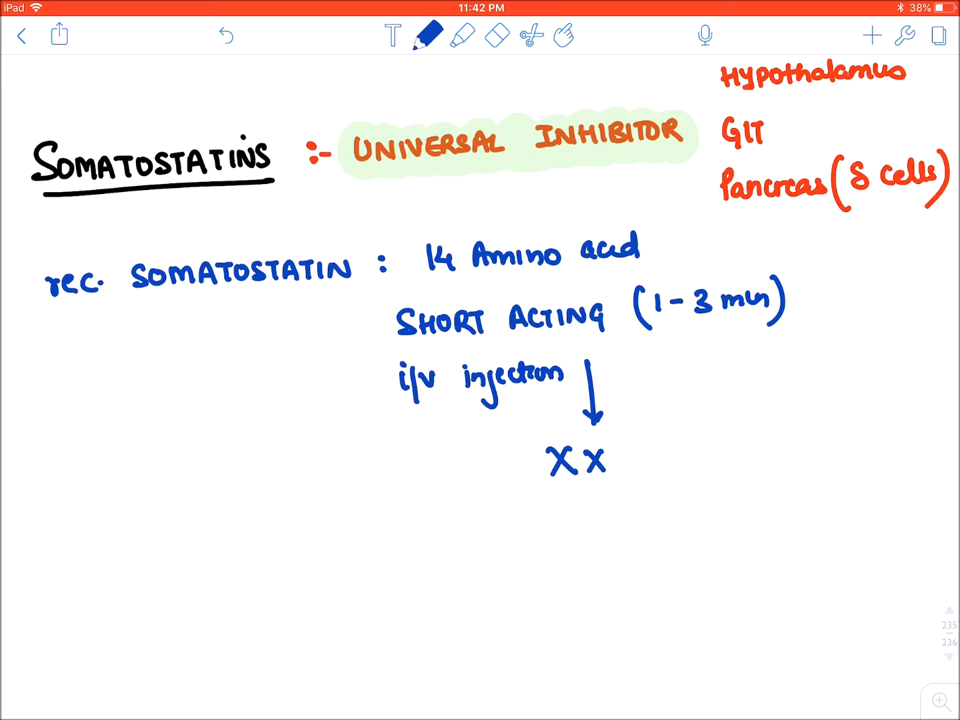 iPad 11:42 PM 38%
T
Hypothalamus
SOMATOSTATINS :- UNIVERSAL INHIBITOR
GIT
Pancreas (δ cells)
rec. SOMATOSTATIN : 14 Amino acid
SHORT ACTING (1-3 min)
i/v injection
X x
235
236